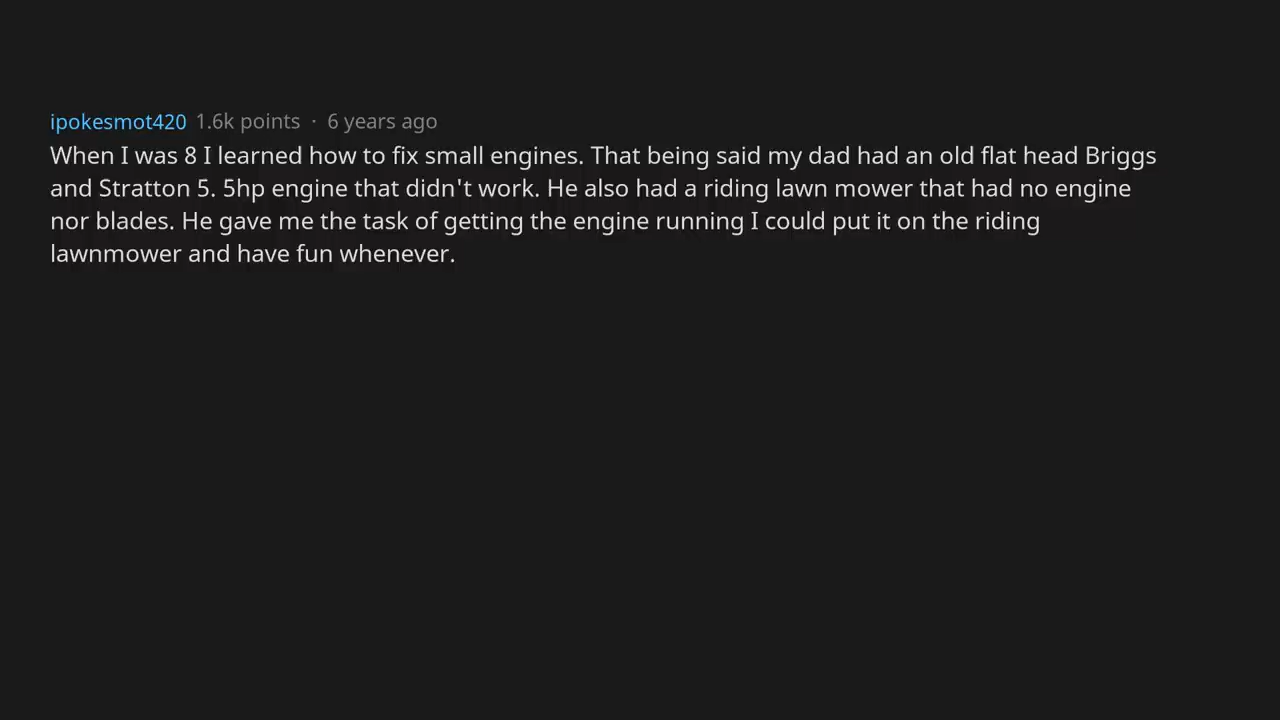 ipokesmot420 1.6k points · 6 years ago
When I was 8 I learned how to fix small engines. That being said my dad had an old flat head Briggs
and Stratton 5. 5hp engine that didn't work. He also had a riding lawn mower that had no engine
nor blades. He gave me the task of getting the engine running I could put it on the riding
lawnmower and have fun whenever.